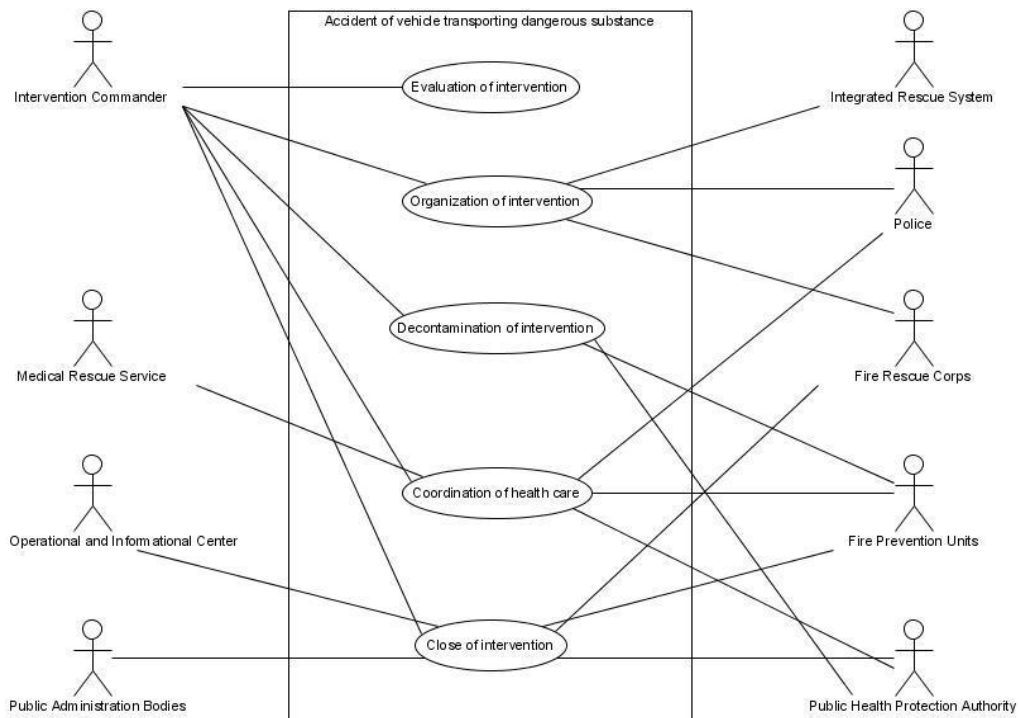 Accident of vehicle transporting dangerous substance
Intervention Commander
Evaluation of intervention
Integrated Rescue System
Organization of intervention
Police
Decontamination of intervention
Medical Rescue Service
Fire Rescue Corps
Coordination of health care
Operational and Informational Center
Fire Prevention Units
Close of intervention
Public Administration Bodies
Public Health Protection Authority